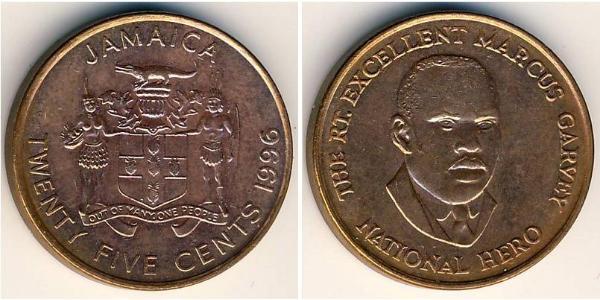 JAMAICA
OUT OF MANY, ONE PEOPLE
TWENTY FIVE CENTS 1996
THE RT. EXCELLENT MARCUS GARVEY
NATIONAL HERO